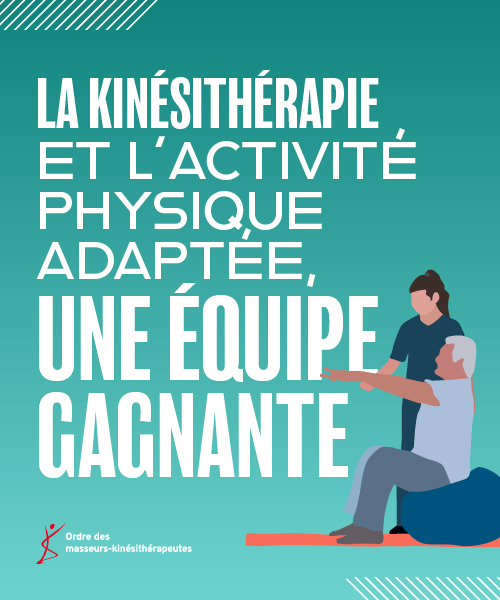 LA KINÉSITHÉRAPIE
ET L'ACTIVITÉ
PHYSIQUE
ADAPTÉE,
UNE ÉQUIPE
GAGNANTE
Ordre des
masseurs-kinésithérapeutes